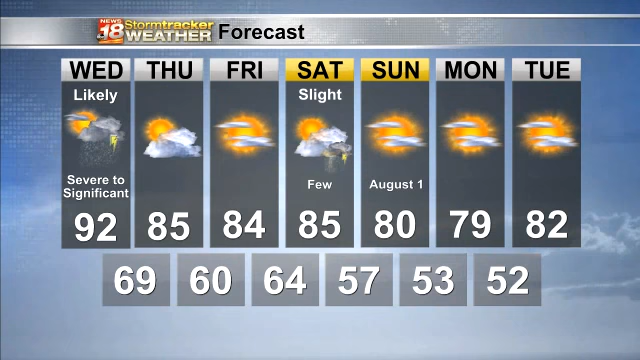 NEWS 18 Stormtracker WEATHER Forecast
WED THU FRI SAT SUN MON TUE
Likely Slight
Severe to Significant Few August 1
92 85 84 85 80 79 82
69 60 64 57 53 52